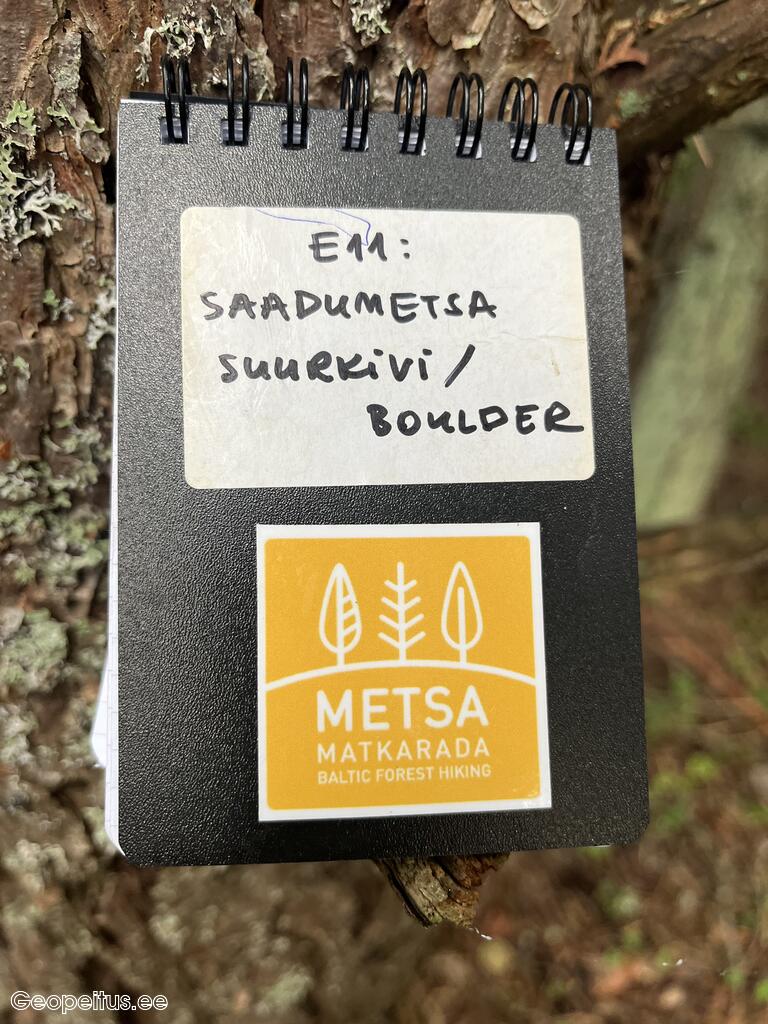 E11:
SAADUMETSA
SUURKIVI /
BOULDER
METSA
MATKARADA
BALTIC FOREST HIKING
Geopeitus.ee